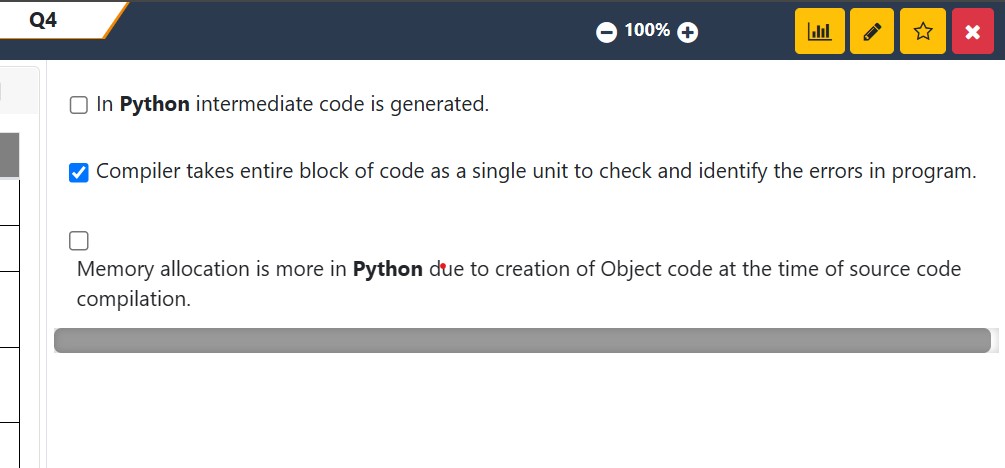 Q4
100%
In Python intermediate code is generated.
Compiler takes entire block of code as a single unit to check and identify the errors in program.
Memory allocation is more in Python due to creation of Object code at the time of source code
compilation.